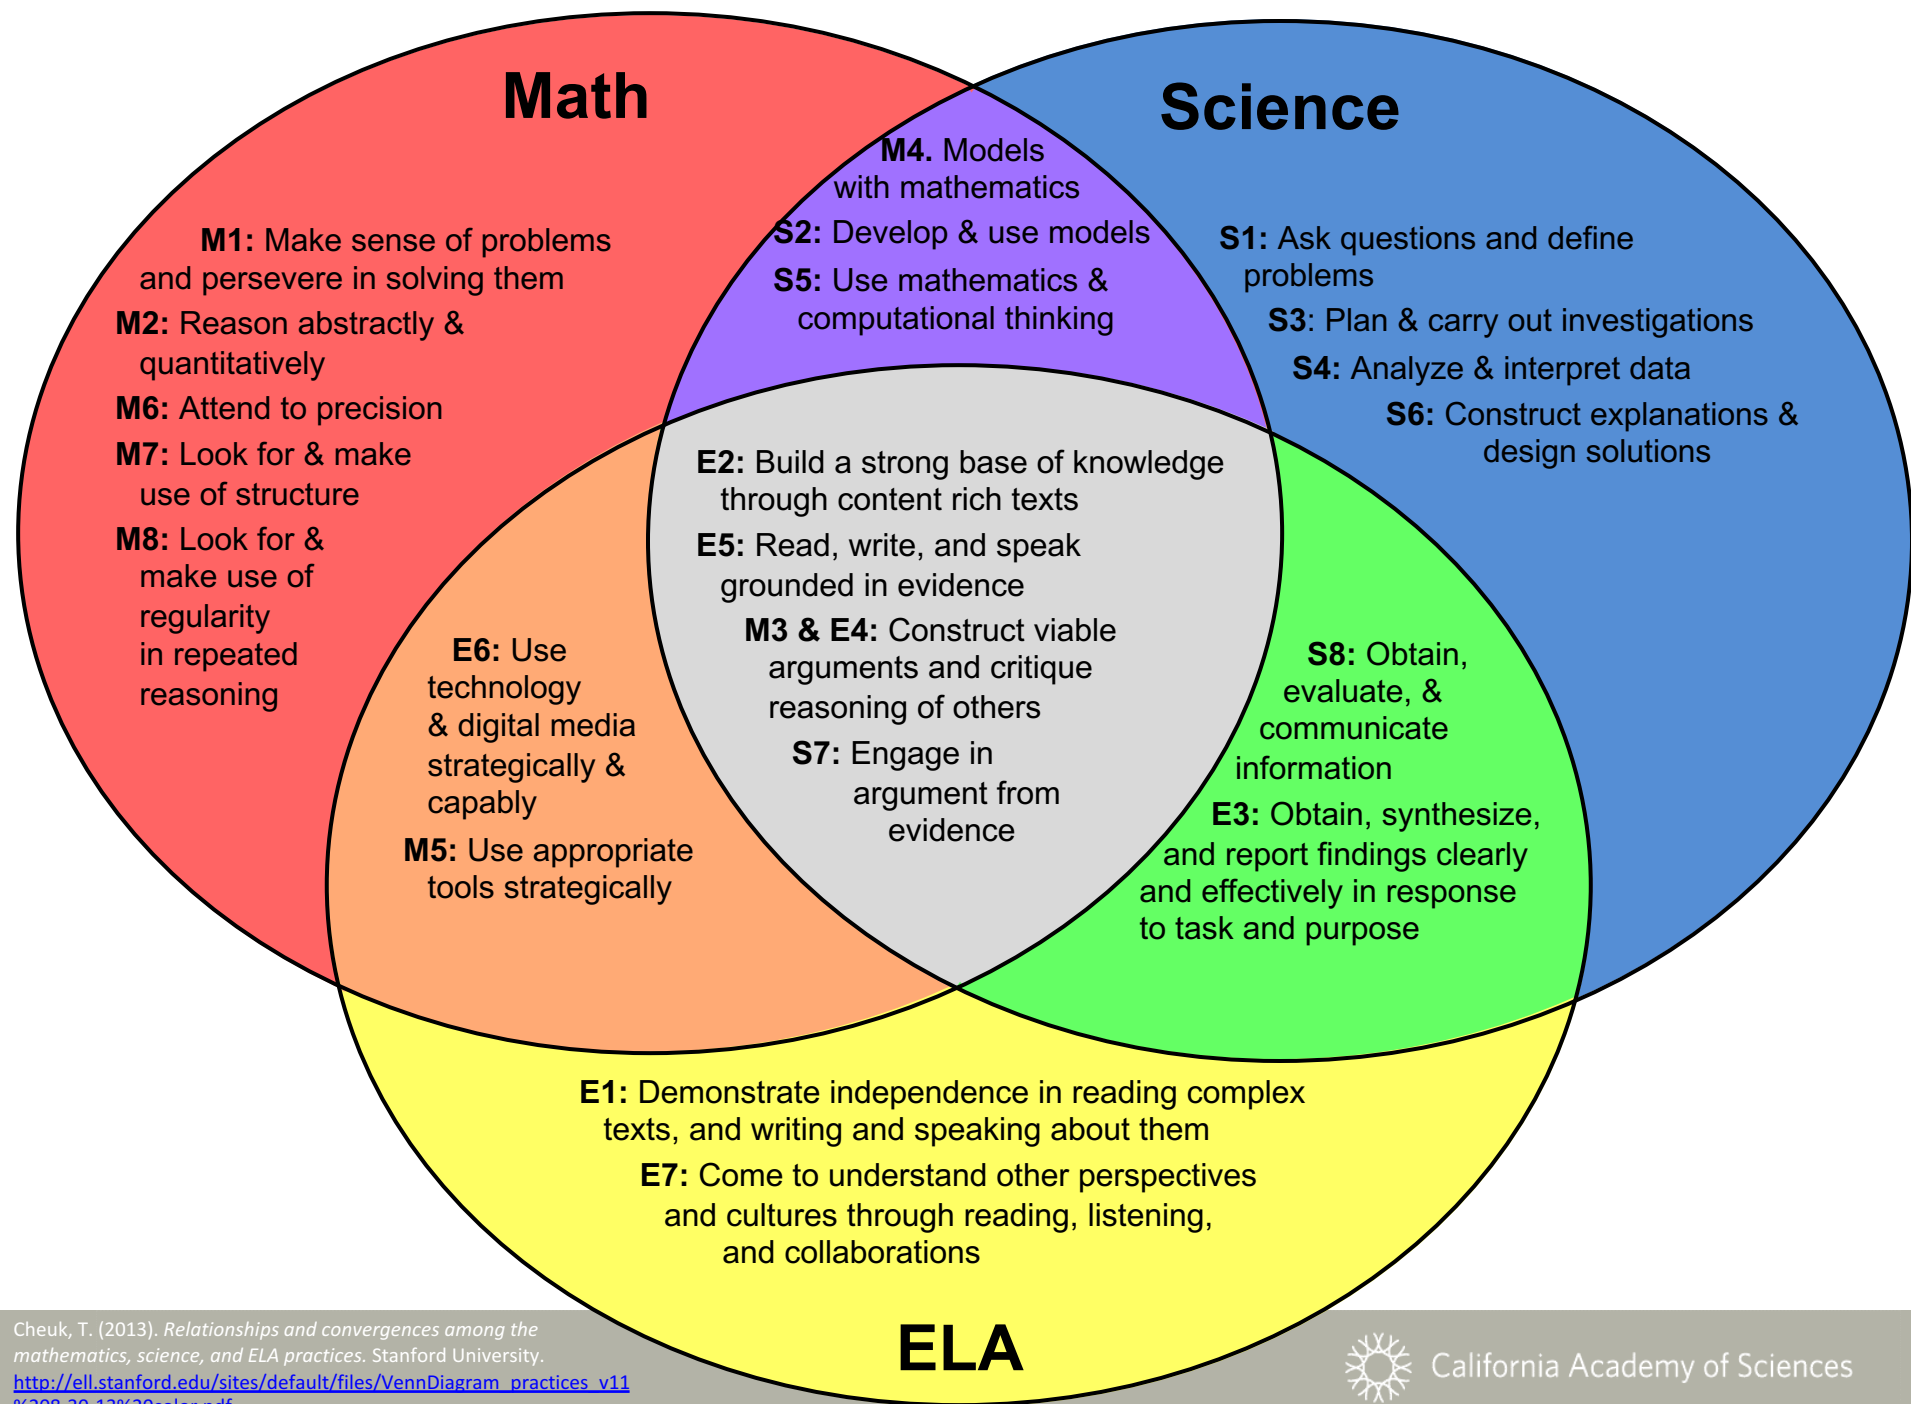 Math
Science
M4. Models
with mathematics
S2: Develop & use models
S5: Use mathematics &
computational thinking
M1: Make sense of problems
and persevere in solving them
M2: Reason abstractly &
quantitatively
M6: Attend to precision
M7: Look for & make
use of structure
M8: Look for &
make use of
regularity
in repeated
reasoning
S1: Ask questions and define
problems
S3: Plan & carry out investigations
S4: Analyze & interpret data
S6: Construct explanations &
design solutions
E2: Build a strong base of knowledge
through content rich texts
E5: Read, write, and speak
grounded in evidence
M3 & E4: Construct viable
arguments and critique
reasoning of others
S7: Engage in
argument from
evidence
E6: Use
technology
& digital media
strategically &
capably
M5: Use appropriate
tools strategically
S8: Obtain,
evaluate, &
communicate
information
E3: Obtain, synthesize,
and report findings clearly
and effectively in response
to task and purpose
E1: Demonstrate independence in reading complex
texts, and writing and speaking about them
E7: Come to understand other perspectives
and cultures through reading, listening,
and collaborations
ELA
Cheuk, T. (2013). Relationships and convergences among the
mathematics, science, and ELA practices. Stanford University.
http://ell.stanford.edu/sites/default/files/VennDiagram_practices_v11
California Academy of Sciences